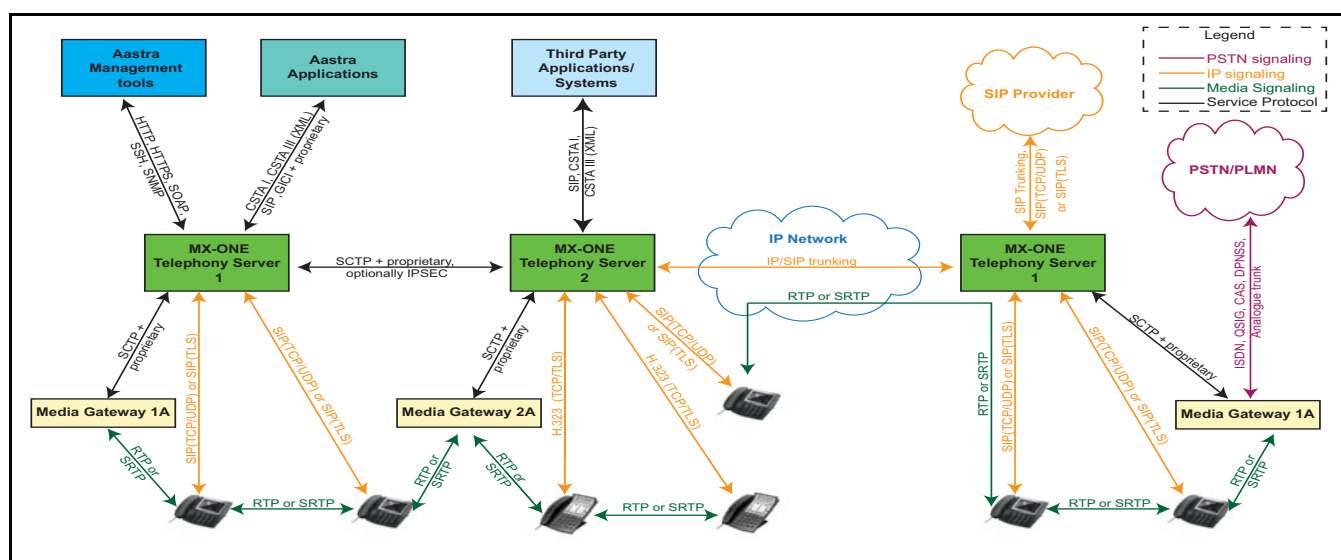 Aastra
Management
tools
Aastra
Applications
Third Party
Applications/
Systems
SIP Provider
Legend
PSTN signaling
IP signaling
Media Signaling
Service Protocol
HTTP, HTTPS, SOAP,
SSH, SNMP
CSTA I, CSTA III (XML)
SIP, GICI + proprietary
SIP, CSTA I,
CSTA III (XML)
SIP Trunking,
SIP(TCP/UDP)
or SIP(TLS)
PSTN/PLMN
MX-ONE
Telephony Server
1
SCTP + proprietary,
optionally IPSEC
MX-ONE
Telephony Server
2
IP Network
IP/SIP trunking
MX-ONE
Telephony Server
1
RTP or SRTP
ISDN, QSIG, CAS, DPNSS,
Analogue trunk
SCTP +
proprietary
SIP(TCP/UDP) or SIP(TLS)
SIP(TCP/UDP) or SIP(TLS)
SCTP +
proprietary
H.323 (TCP/TLS)
SIP(TCP/UDP)
or SIP(TLS)
H.323 (TCP/TLS)
RTP or SRTP
SIP(TCP/UDP) or SIP(TLS)
SIP(TCP/UDP) or SIP(TLS)
SCTP + proprietary
Media Gateway 1A
Media Gateway 2A
Media Gateway 1A
RTP or
SRTP
RTP or SRTP
RTP or
SRTP
RTP or
SRTP
RTP or SRTP
RTP or SRTP
RTP or
SRTP